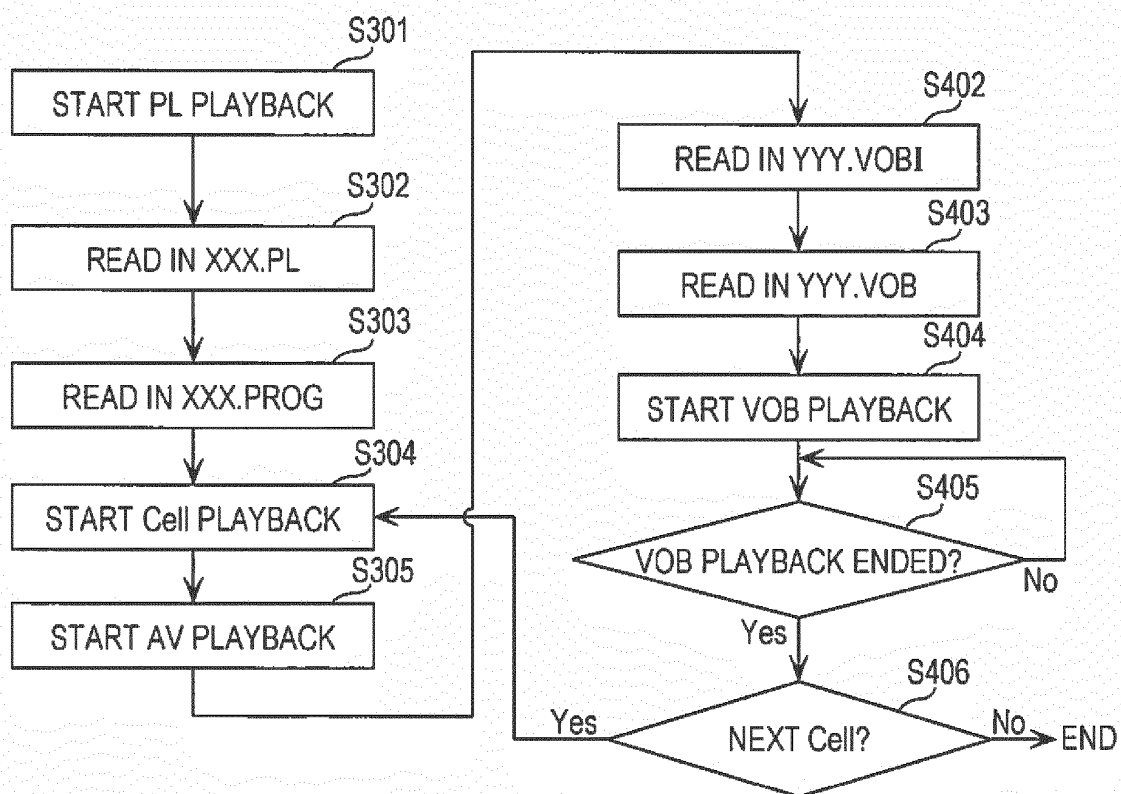 S301
START PL PLAYBACK
S302
READ IN XXX.PL
S303
READ IN XXX.PROG
S304
START Cell PLAYBACK
S305
START AV PLAYBACK
S402
READ IN YYY.VOBI
S403
READ IN YYY.VOB
S404
START VOB PLAYBACK
S405
VOB PLAYBACK ENDED?
No
Yes
S406
NEXT Cell?
Yes
No
END